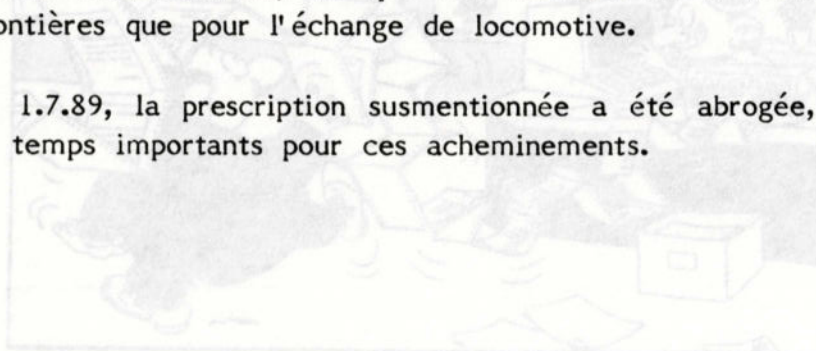 ontières que pour l'échange de locomotive.
1.7.89, la prescription susmentionnée a été abrogée,
temps importants pour ces acheminements.